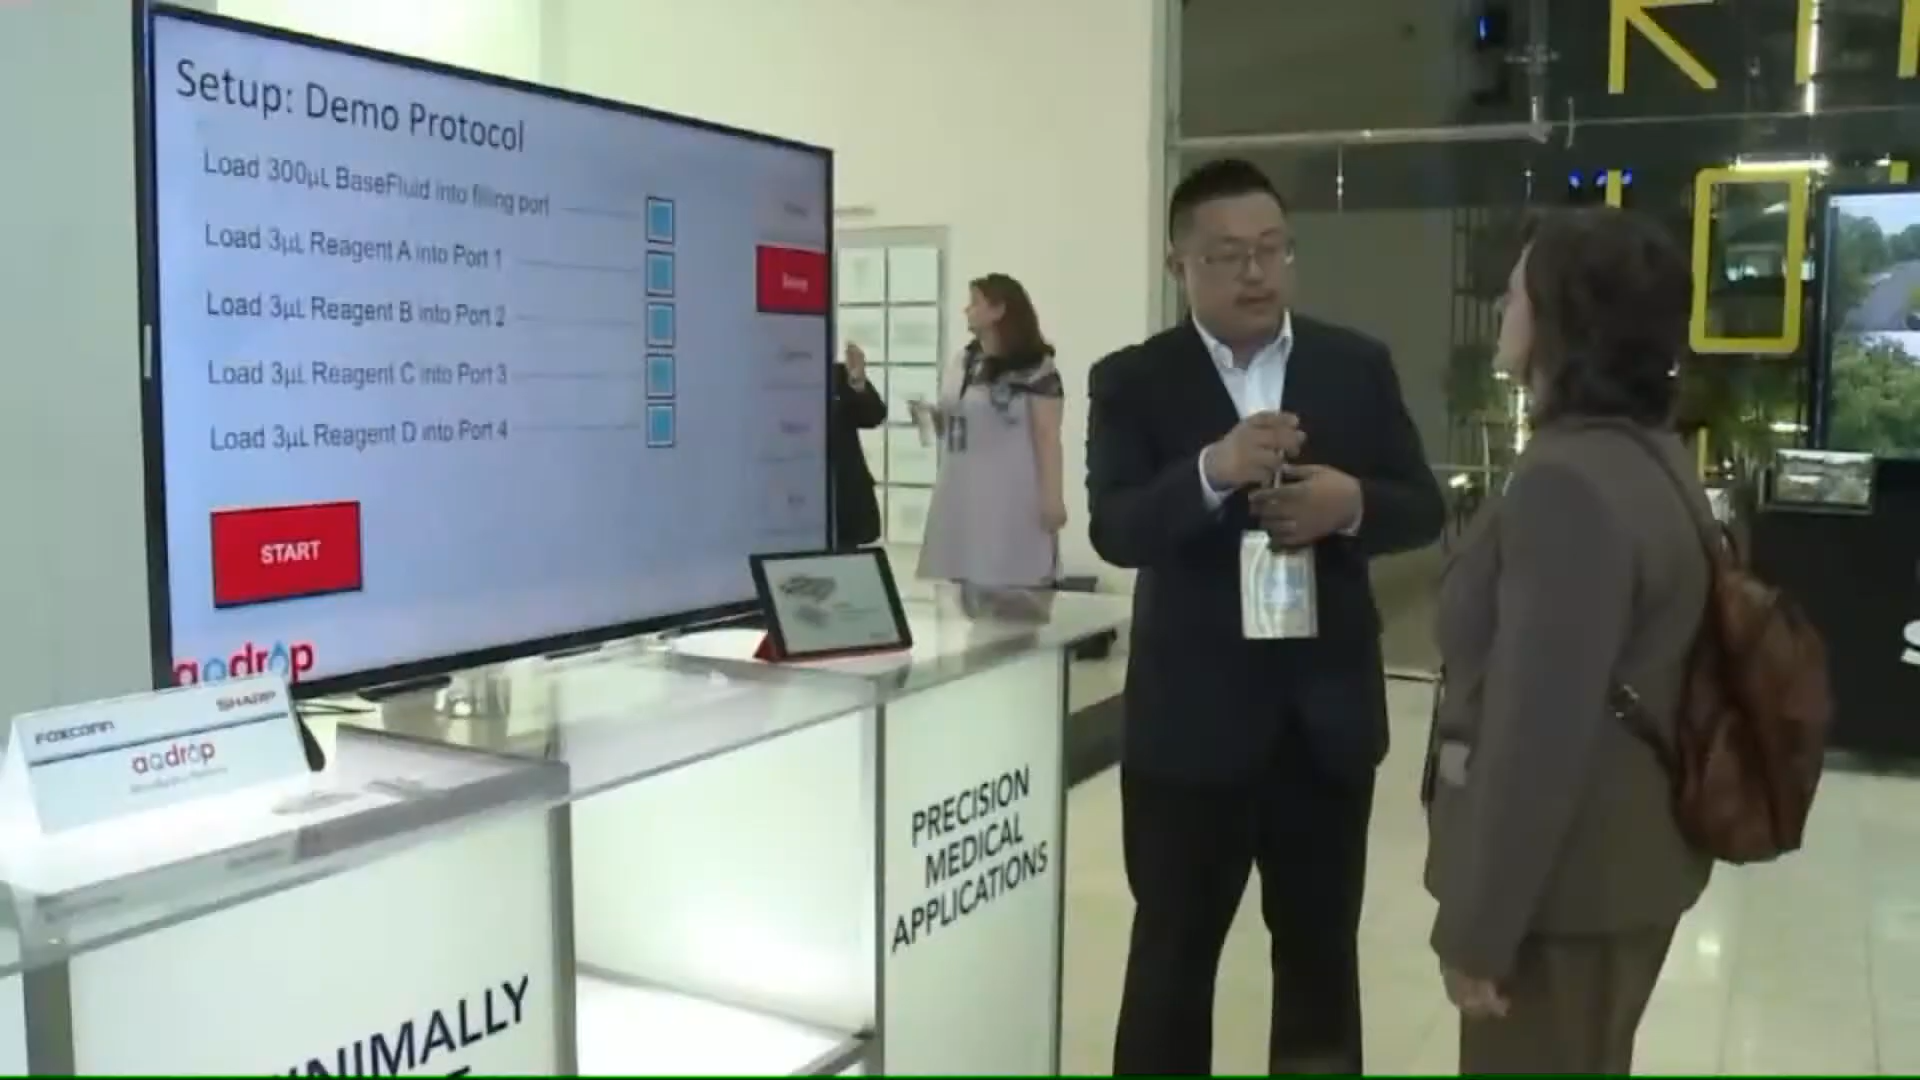 Setup: Demo Protocol
Load 300µL BaseFluid into filling port
Load 3µL Reagent A into Port 1
Load 3µL Reagent B into Port 2
Load 3µL Reagent C into Port 3
Load 3µL Reagent D into Port 4
START
aqdrop
FOXCONN SHARP
aqdrop
PRECISION
MEDICAL
APPLICATIONS